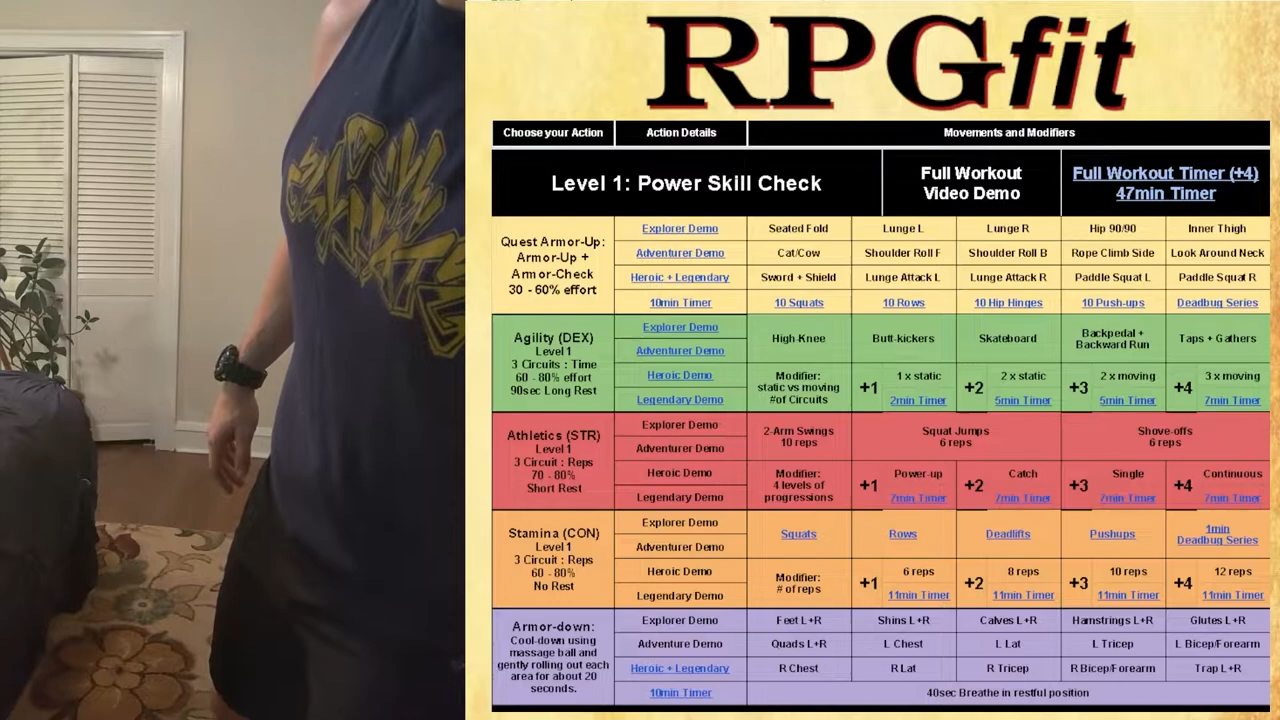 RPGfit
Choose your Action
Action Details
Movements and Modifiers
Level 1: Power Skill Check
Full Workout
Video Demo
Full Workout Timer (+4)
47min Timer
Quest Armor-Up:
Armor-Up +
Armor-Check
30 - 60% effort
Explorer Demo
Seated Fold
Lunge L
Lunge R
Hip 90/90
Inner Thigh
Adventurer Demo
Cat/Cow
Shoulder Roll F
Shoulder Roll B
Rope Climb Side
Look Around Neck
Heroic + Legendary
Sword + Shield
Lunge Attack L
Lunge Attack R
Paddle Squat L
Paddle Squat R
10min Timer
10 Squats
10 Rows
10 Hip Hinges
10 Push-ups
Deadbug Series
Agility (DEX)
Level 1
3 Circuits : Time
60 - 80% effort
90sec Long Rest
Explorer Demo
Adventurer Demo
High-Knee
Butt-kickers
Skateboard
Backpedal +
Backward Run
Taps + Gathers
Heroic Demo
Legendary Demo
Modifier:
static vs moving
#of Circuits
+1
1 x static
2min Timer
+2
2 x static
5min Timer
+3
2 x moving
5min Timer
+4
3 x moving
7min Timer
Athletics (STR)
Level 1
3 Circuit : Reps
70 - 80%
Short Rest
Explorer Demo
Adventurer Demo
2-Arm Swings
10 reps
Squat Jumps
6 reps
Shove-offs
6 reps
Heroic Demo
Legendary Demo
Modifier:
4 levels of
progressions
+1
Power-up
7min Timer
+2
Catch
7min Timer
+3
Single
7min Timer
+4
Continuous
7min Timer
Stamina (CON)
Level 1
3 Circuit : Reps
60 - 80%
No Rest
Explorer Demo
Adventurer Demo
Squats
Rows
Deadlifts
Pushups
1min
Deadbug Series
Heroic Demo
Legendary Demo
Modifier:
# of reps
+1
6 reps
11min Timer
+2
8 reps
11min Timer
+3
10 reps
11min Timer
+4
12 reps
11min Timer
Armor-down:
Cool-down using
massage ball and
gently rolling out each
area for about 20
seconds.
Explorer Demo
Feet L+R
Shins L+R
Calves L+R
Hamstrings L+R
Glutes L+R
Adventure Demo
Quads L+R
L Chest
L Lat
L Tricep
L Bicep/Forearm
Heroic + Legendary
R Chest
R Lat
R Tricep
R Bicep/Forearm
Trap L+R
10min Timer
40sec Breathe in restful position